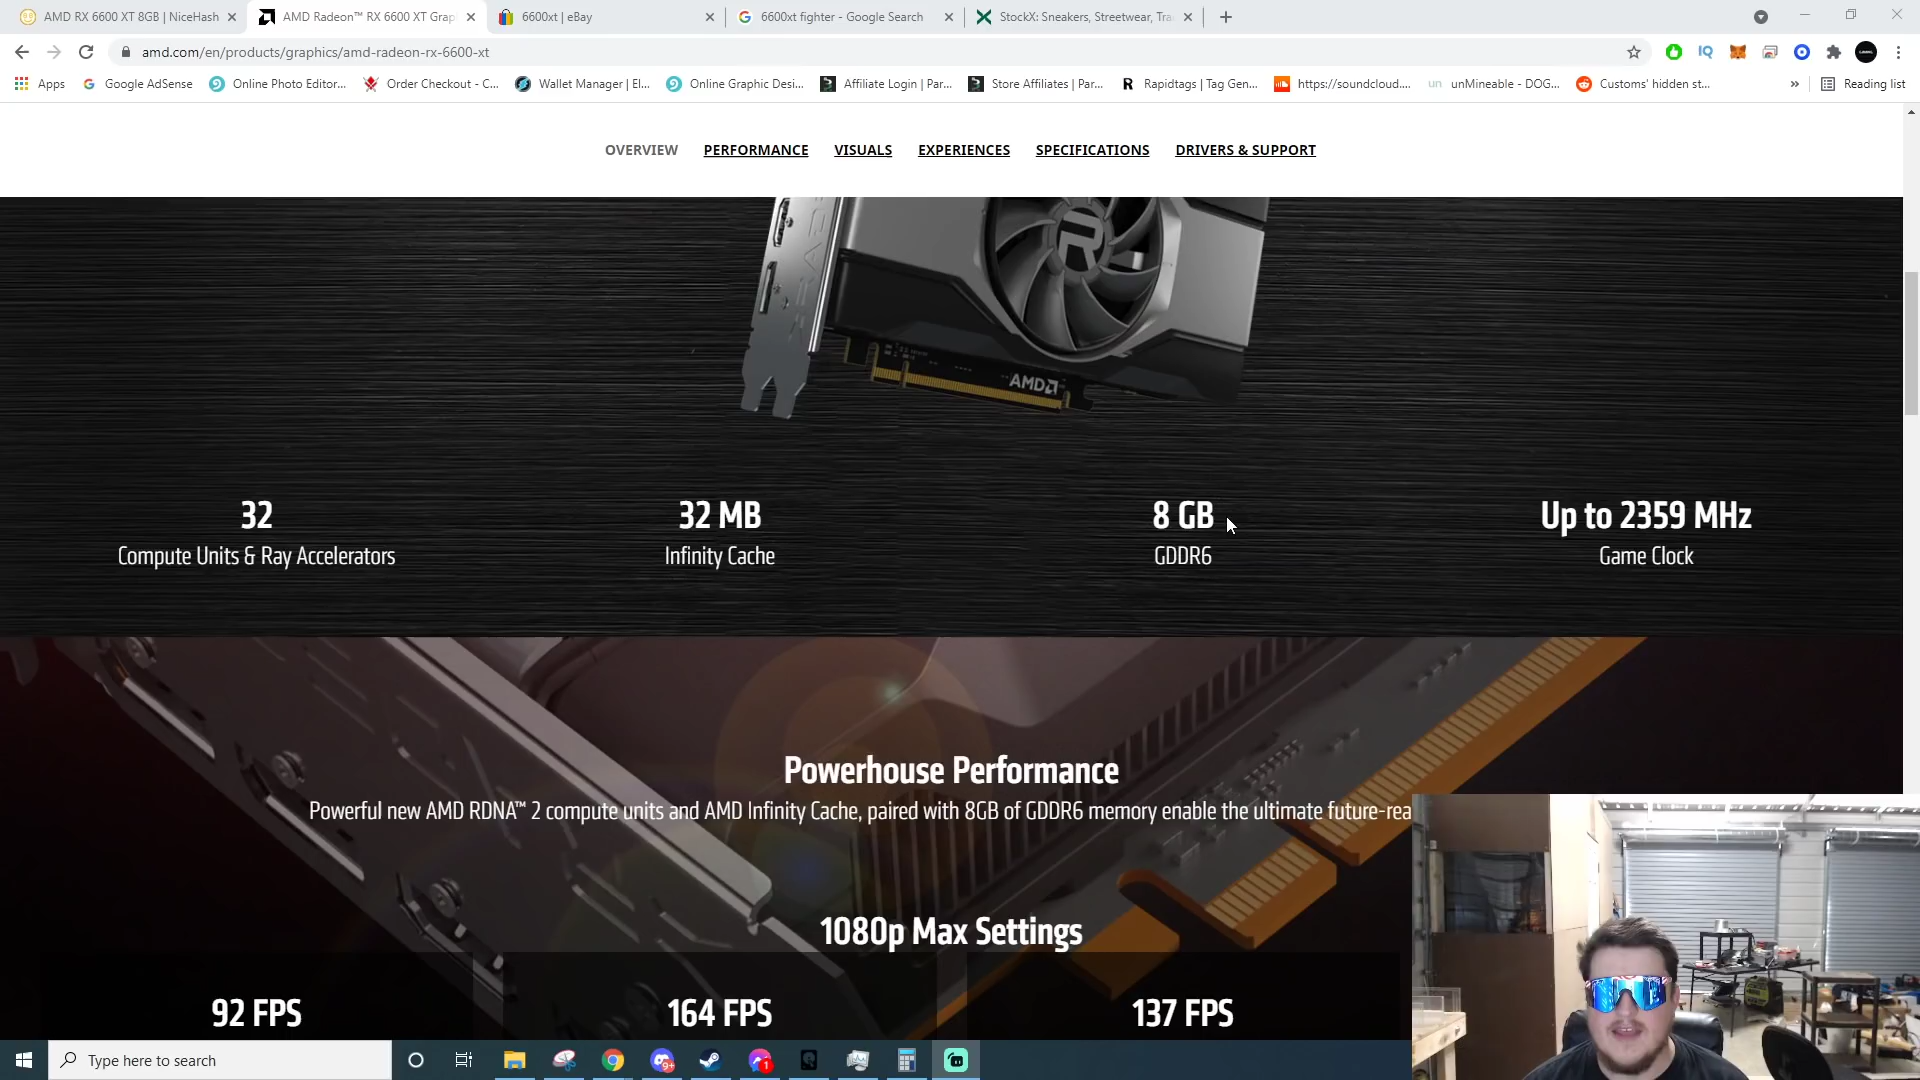 AMD RX 6600 XT 8GB | NiceHash
AMD Radeon™ RX 6600 XT Grap
6600xt | eBay
6600xt fighter - Google Search
StockX: Sneakers, Streetwear, Tra
amd.com/en/products/graphics/amd-radeon-rx-6600-xt
Apps
Google AdSense
Online Photo Editor...
Order Checkout - C...
Wallet Manager | El...
Online Graphic Desi...
Affiliate Login | Par...
Store Affiliates | Par...
Rapidtags | Tag Gen...
https://soundcloud....
unMineable - DOG...
Customs' hidden st...
» Reading list
OVERVIEW PERFORMANCE VISUALS EXPERIENCES SPECIFICATIONS DRIVERS & SUPPORT
AMD
32
Compute Units & Ray Accelerators
32 MB
Infinity Cache
8 GB
GDDR6
Up to 2359 MHz
Game Clock
Powerhouse Performance
Powerful new AMD RDNA™ 2 compute units and AMD Infinity Cache, paired with 8GB of GDDR6 memory enable the ultimate future-rea
1080p Max Settings
92 FPS
164 FPS
137 FPS
Type here to search
9+
1